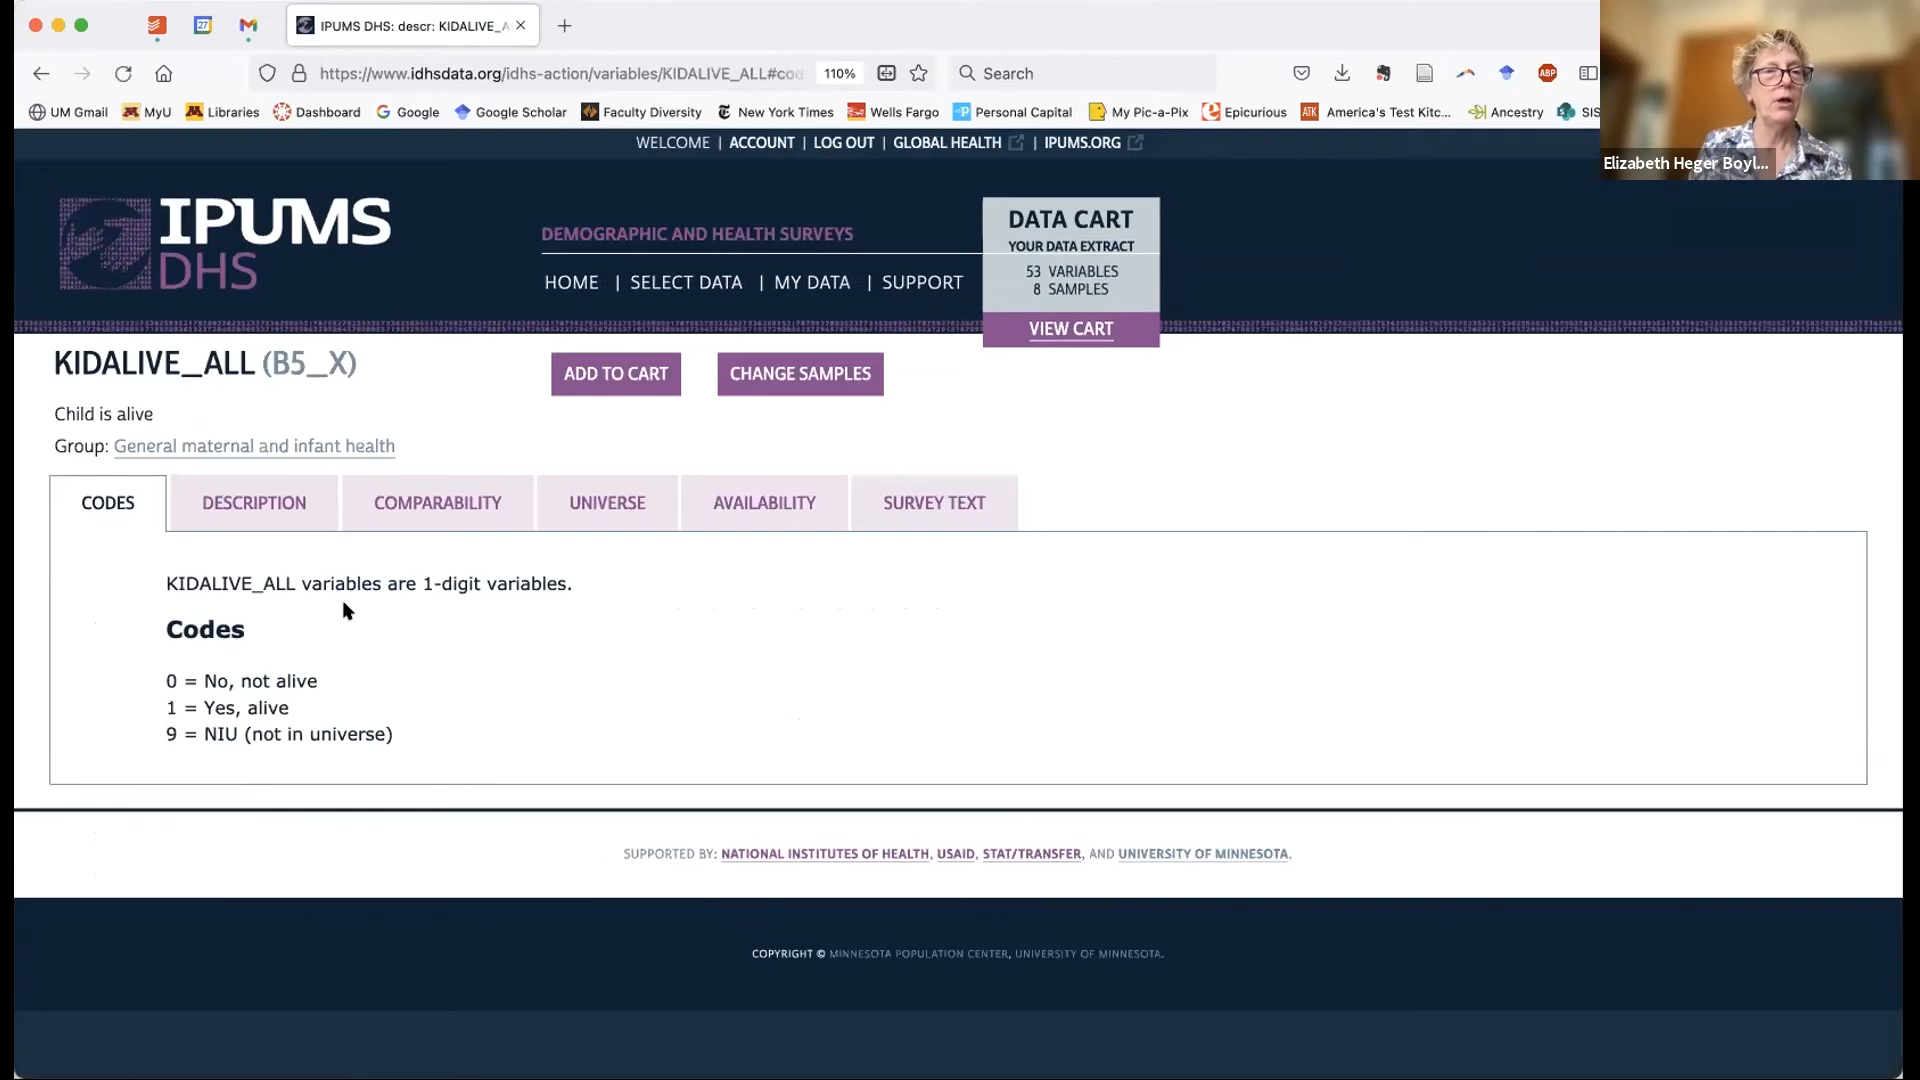 27
IPUMS DHS: descr: KIDALIVE_A
https://www.idhsdata.org/idhs-action/variables/KIDALIVE_ALL#cod
110%
Search
ABP
UM Gmail
MyU
Libraries
Dashboard
Google
Google Scholar
Faculty Diversity
New York Times
Wells Fargo
Personal Capital
My Pic-a-Pix
Epicurious
ATK
America's Test Kitc...
Ancestry
SIS
Elizabeth Heger Boyl...
WELCOME | ACCOUNT | LOG OUT | GLOBAL HEALTH | IPUMS.ORG
IPUMS
DHS
DEMOGRAPHIC AND HEALTH SURVEYS
HOME | SELECT DATA | MY DATA | SUPPORT
DATA CART
YOUR DATA EXTRACT
53 VARIABLES
8 SAMPLES
VIEW CART
KIDALIVE_ALL (B5_X)
ADD TO CART
CHANGE SAMPLES
Child is alive
Group: General maternal and infant health
CODES
DESCRIPTION
COMPARABILITY
UNIVERSE
AVAILABILITY
SURVEY TEXT
KIDALIVE_ALL variables are 1-digit variables.
Codes
0 = No, not alive
1 = Yes, alive
9 = NIU (not in universe)
SUPPORTED BY: NATIONAL INSTITUTES OF HEALTH, USAID, STAT/TRANSFER, AND UNIVERSITY OF MINNESOTA.
COPYRIGHT © MINNESOTA POPULATION CENTER, UNIVERSITY OF MINNESOTA.